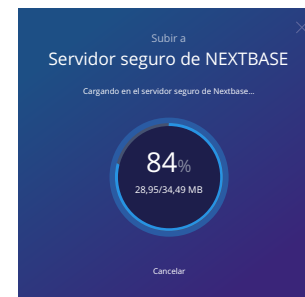 Subir a
Servidor seguro de NEXTBASE
Cargando en el servidor seguro de Nextbase...
84%
28,95/34,49 MB
Cancelar